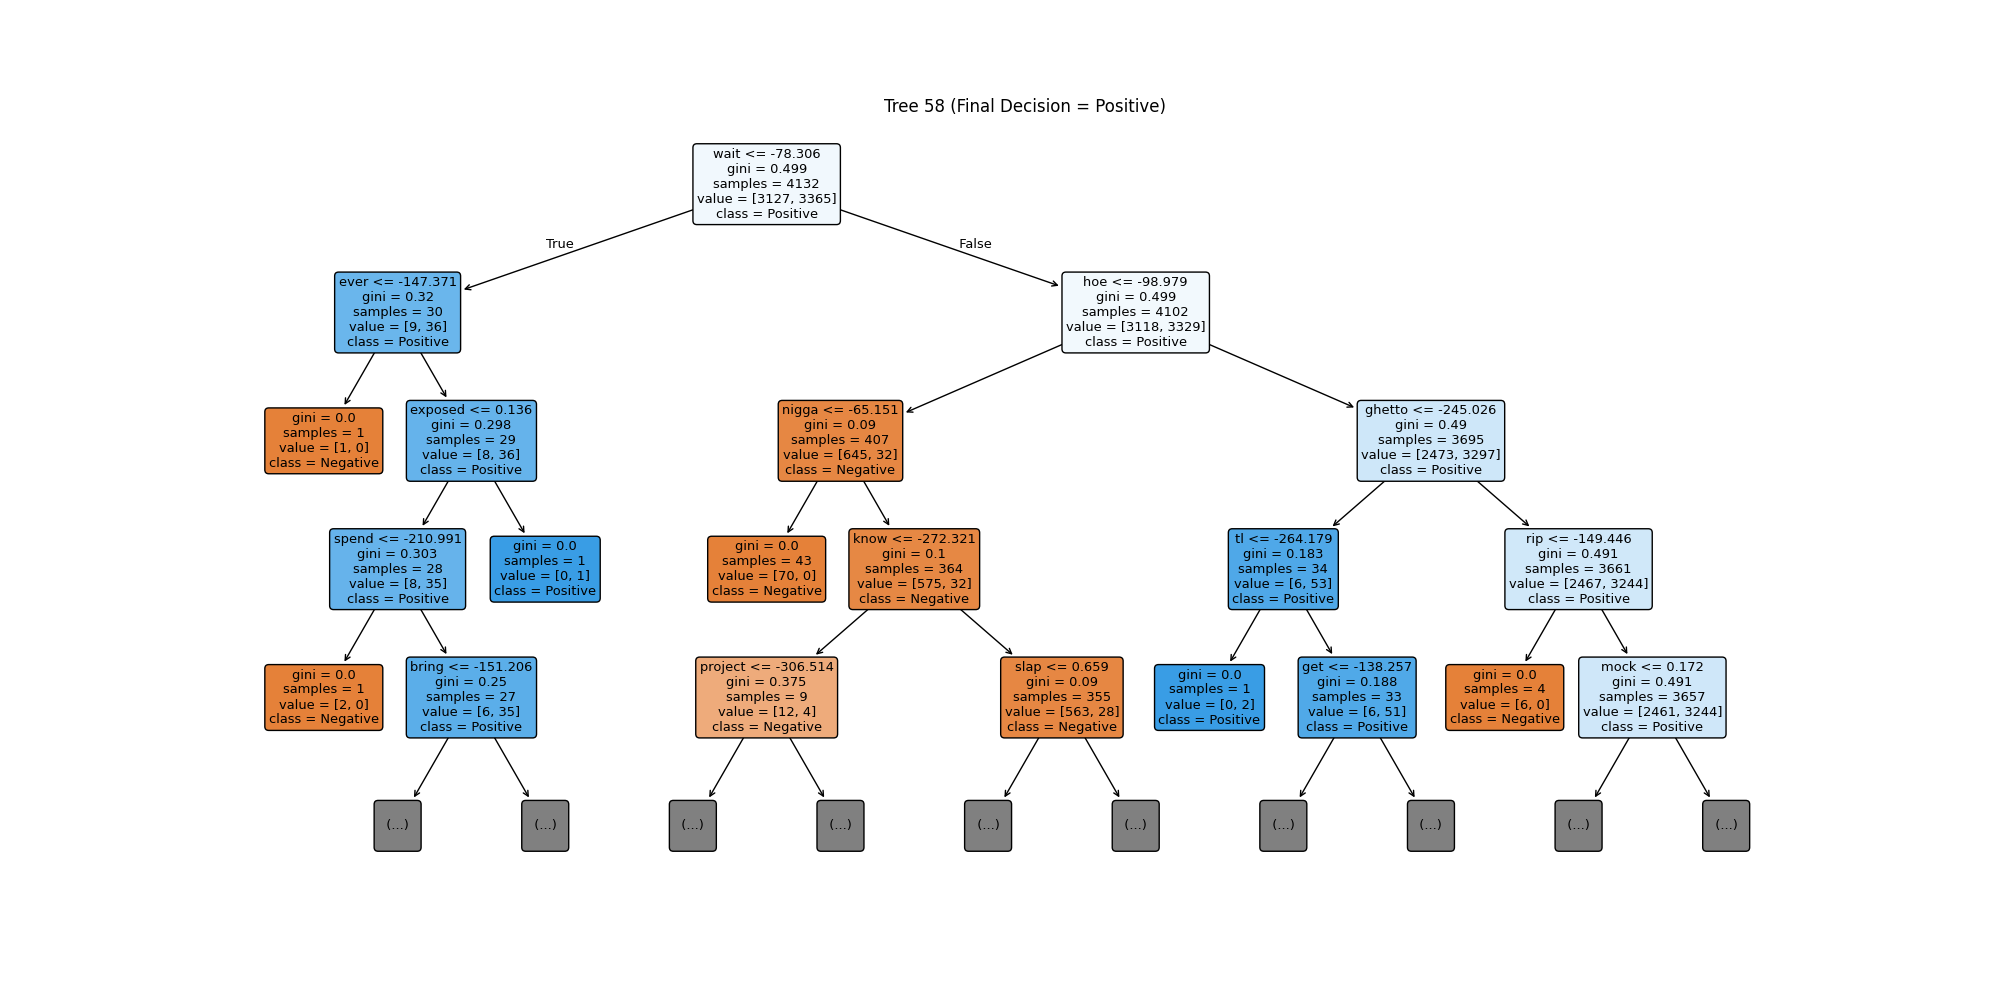 Tree 58 (Final Decision = Positive)
wait <= -78.306
gini = 0.499
samples = 4132
value = [3127, 3365]
class = Positive
True
False
ever <= -147.371
gini = 0.32
samples = 30
value = [9, 36]
class = Positive
hoe <= -98.979
gini = 0.499
samples = 4102
value = [3118, 3329]
class = Positive
gini = 0.0
samples = 1
value = [1, 0]
class = Negative
exposed <= 0.136
gini = 0.298
samples = 29
value = [8, 36]
class = Positive
nigga <= -65.151
gini = 0.09
samples = 407
value = [645, 32]
class = Negative
ghetto <= -245.026
gini = 0.49
samples = 3695
value = [2473, 3297]
class = Positive
spend <= -210.991
gini = 0.303
samples = 28
value = [8, 35]
class = Positive
gini = 0.0
samples = 1
value = [0, 1]
class = Positive
gini = 0.0
samples = 43
value = [70, 0]
class = Negative
know <= -272.321
gini = 0.1
samples = 364
value = [575, 32]
class = Negative
tl <= -264.179
gini = 0.183
samples = 34
value = [6, 53]
class = Positive
rip <= -149.446
gini = 0.491
samples = 3661
value = [2467, 3244]
class = Positive
gini = 0.0
samples = 1
value = [2, 0]
class = Negative
bring <= -151.206
gini = 0.25
samples = 27
value = [6, 35]
class = Positive
project <= -306.514
gini = 0.375
samples = 9
value = [12, 4]
class = Negative
slap <= 0.659
gini = 0.09
samples = 355
value = [563, 28]
class = Negative
gini = 0.0
samples = 1
value = [0, 2]
class = Positive
get <= -138.257
gini = 0.188
samples = 33
value = [6, 51]
class = Positive
gini = 0.0
samples = 4
value = [6, 0]
class = Negative
mock <= 0.172
gini = 0.491
samples = 3657
value = [2461, 3244]
class = Positive
(...)
(...)
(...)
(...)
(...)
(...)
(...)
(...)
(...)
(...)